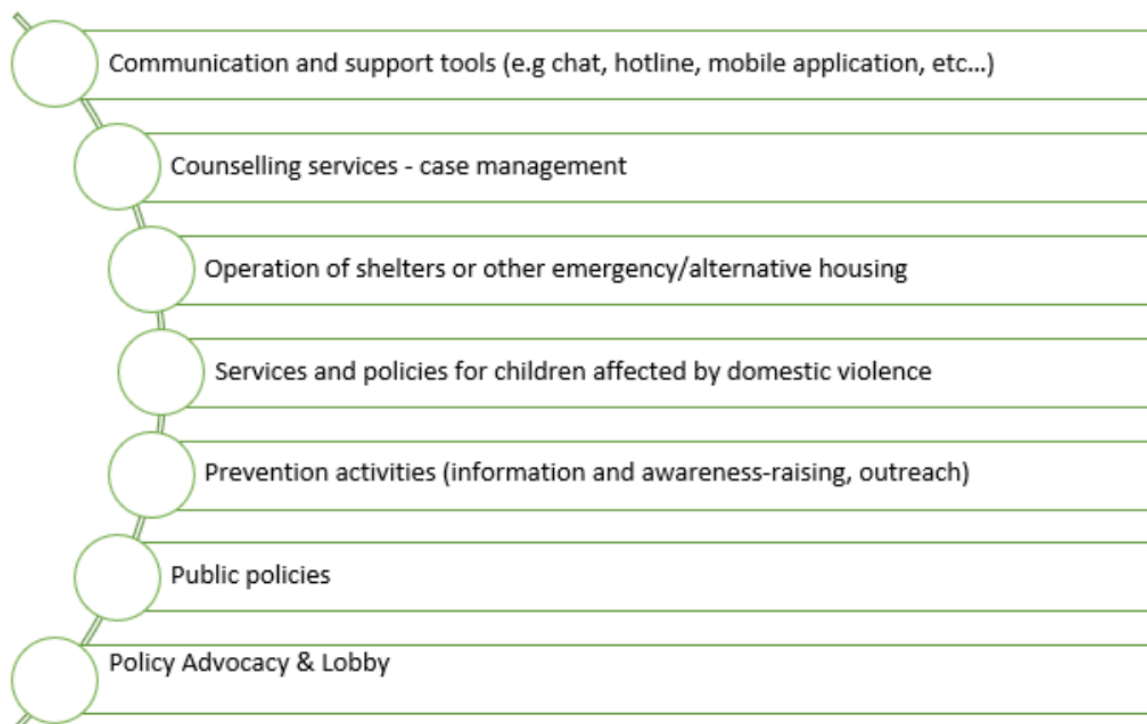 Communication and support tools (e.g chat, hotline, mobile application, etc...)
Counselling services - case management
Operation of shelters or other emergency/alternative housing
Services and policies for children affected by domestic violence
Prevention activities (information and awareness-raising, outreach)
Public policies
Policy Advocacy & Lobby